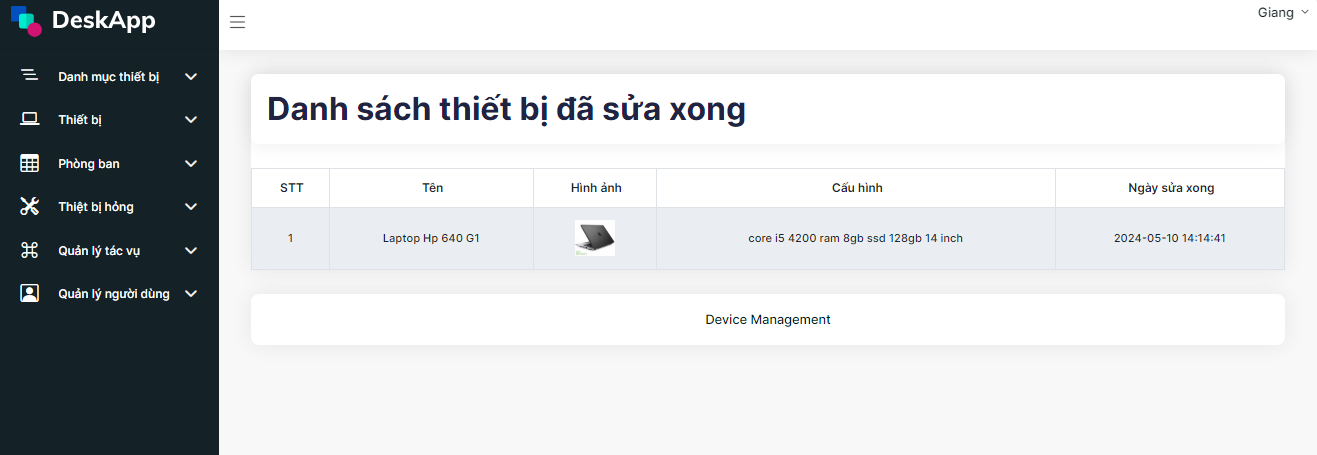 DeskApp
Giang
Danh mục thiết bị
Thiết bị
Phòng ban
Thiệt bị hỏng
Quản lý tác vụ
Quản lý người dùng
Danh sách thiết bị đã sửa xong
STT Tên Hình ảnh Cấu hình Ngày sửa xong
1 Laptop Hp 640 G1 core i5 4200 ram 8gb ssd 128gb 14 inch 2024-05-10 14:14:41
Device Management